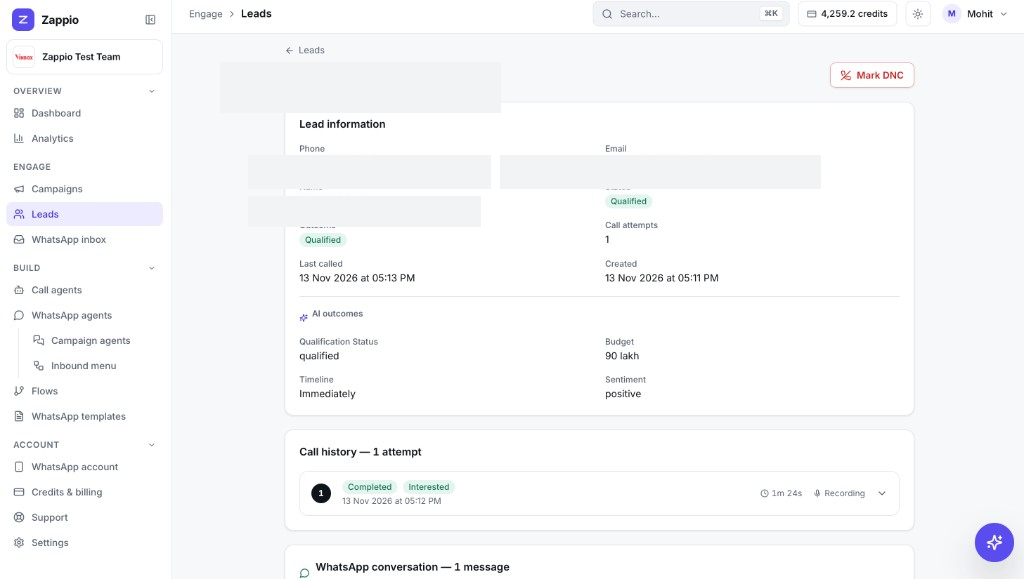 Zappio
Engage > Leads
Search...
⌘K
4,259.2 credits
M
Mohit
Zappio Test Team
OVERVIEW
Dashboard
Analytics
ENGAGE
Campaigns
Leads
WhatsApp inbox
BUILD
Call agents
WhatsApp agents
Campaign agents
Inbound menu
Flows
WhatsApp templates
ACCOUNT
WhatsApp account
Credits & billing
Support
Settings
← Leads
Mark DNC
Lead information
Phone
Email
Qualified
Qualified
Call attempts
1
Last called
13 Nov 2026 at 05:13 PM
Created
13 Nov 2026 at 05:11 PM
AI outcomes
Qualification Status
qualified
Budget
90 lakh
Timeline
Immediately
Sentiment
positive
Call history — 1 attempt
1
Completed Interested
13 Nov 2026 at 05:12 PM
1m 24s
Recording
WhatsApp conversation — 1 message